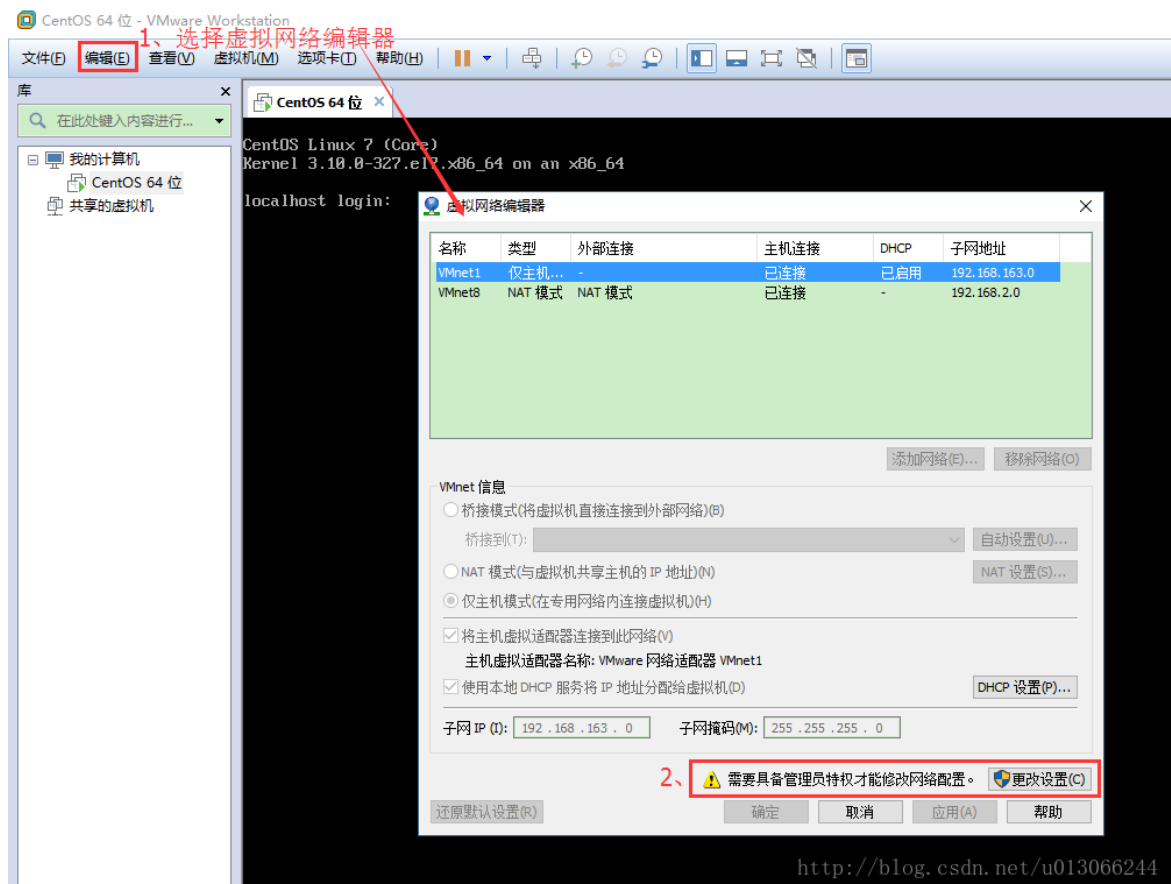 CentOS 64 位 - VMware Workstation
1、选择虚拟网络编辑器
文件(F) 编辑(E) 查看(V) 虚拟机(M) 选项卡(T) 帮助(H)
库
在此处键入内容进行...
我的计算机
CentOS 64 位
共享的虚拟机
CentOS 64 位
CentOS Linux 7 (Core)
Kernel 3.10.0-327.el7.x86_64 on an x86_64
localhost login:
虚拟网络编辑器
名称 类型 外部连接 主机连接 DHCP 子网地址
VMnet1 仅主机... - 已连接 已启用 192.168.163.0
VMnet8 NAT 模式 NAT 模式 已连接 - 192.168.2.0
添加网络(E)... 移除网络(O)
VMnet 信息
桥接模式(将虚拟机直接连接到外部网络)(B)
桥接到(T): 自动设置(U)...
NAT 模式(与虚拟机共享主机的 IP 地址)(N) NAT 设置(S)...
仅主机模式(在专用网络内连接虚拟机)(H)
将主机虚拟适配器连接到此网络(V)
主机虚拟适配器名称: VMware 网络适配器 VMnet1
使用本地 DHCP 服务将 IP 地址分配给虚拟机(D) DHCP 设置(P)...
子网 IP (I): 192 . 168 . 163 . 0 子网掩码(M): 255 . 255 . 255 . 0
2、 需要具备管理员特权才能修改网络配置。 更改设置(C)
还原默认设置(R) 确定 取消 应用(A) 帮助
http://blog.csdn.net/u013066244